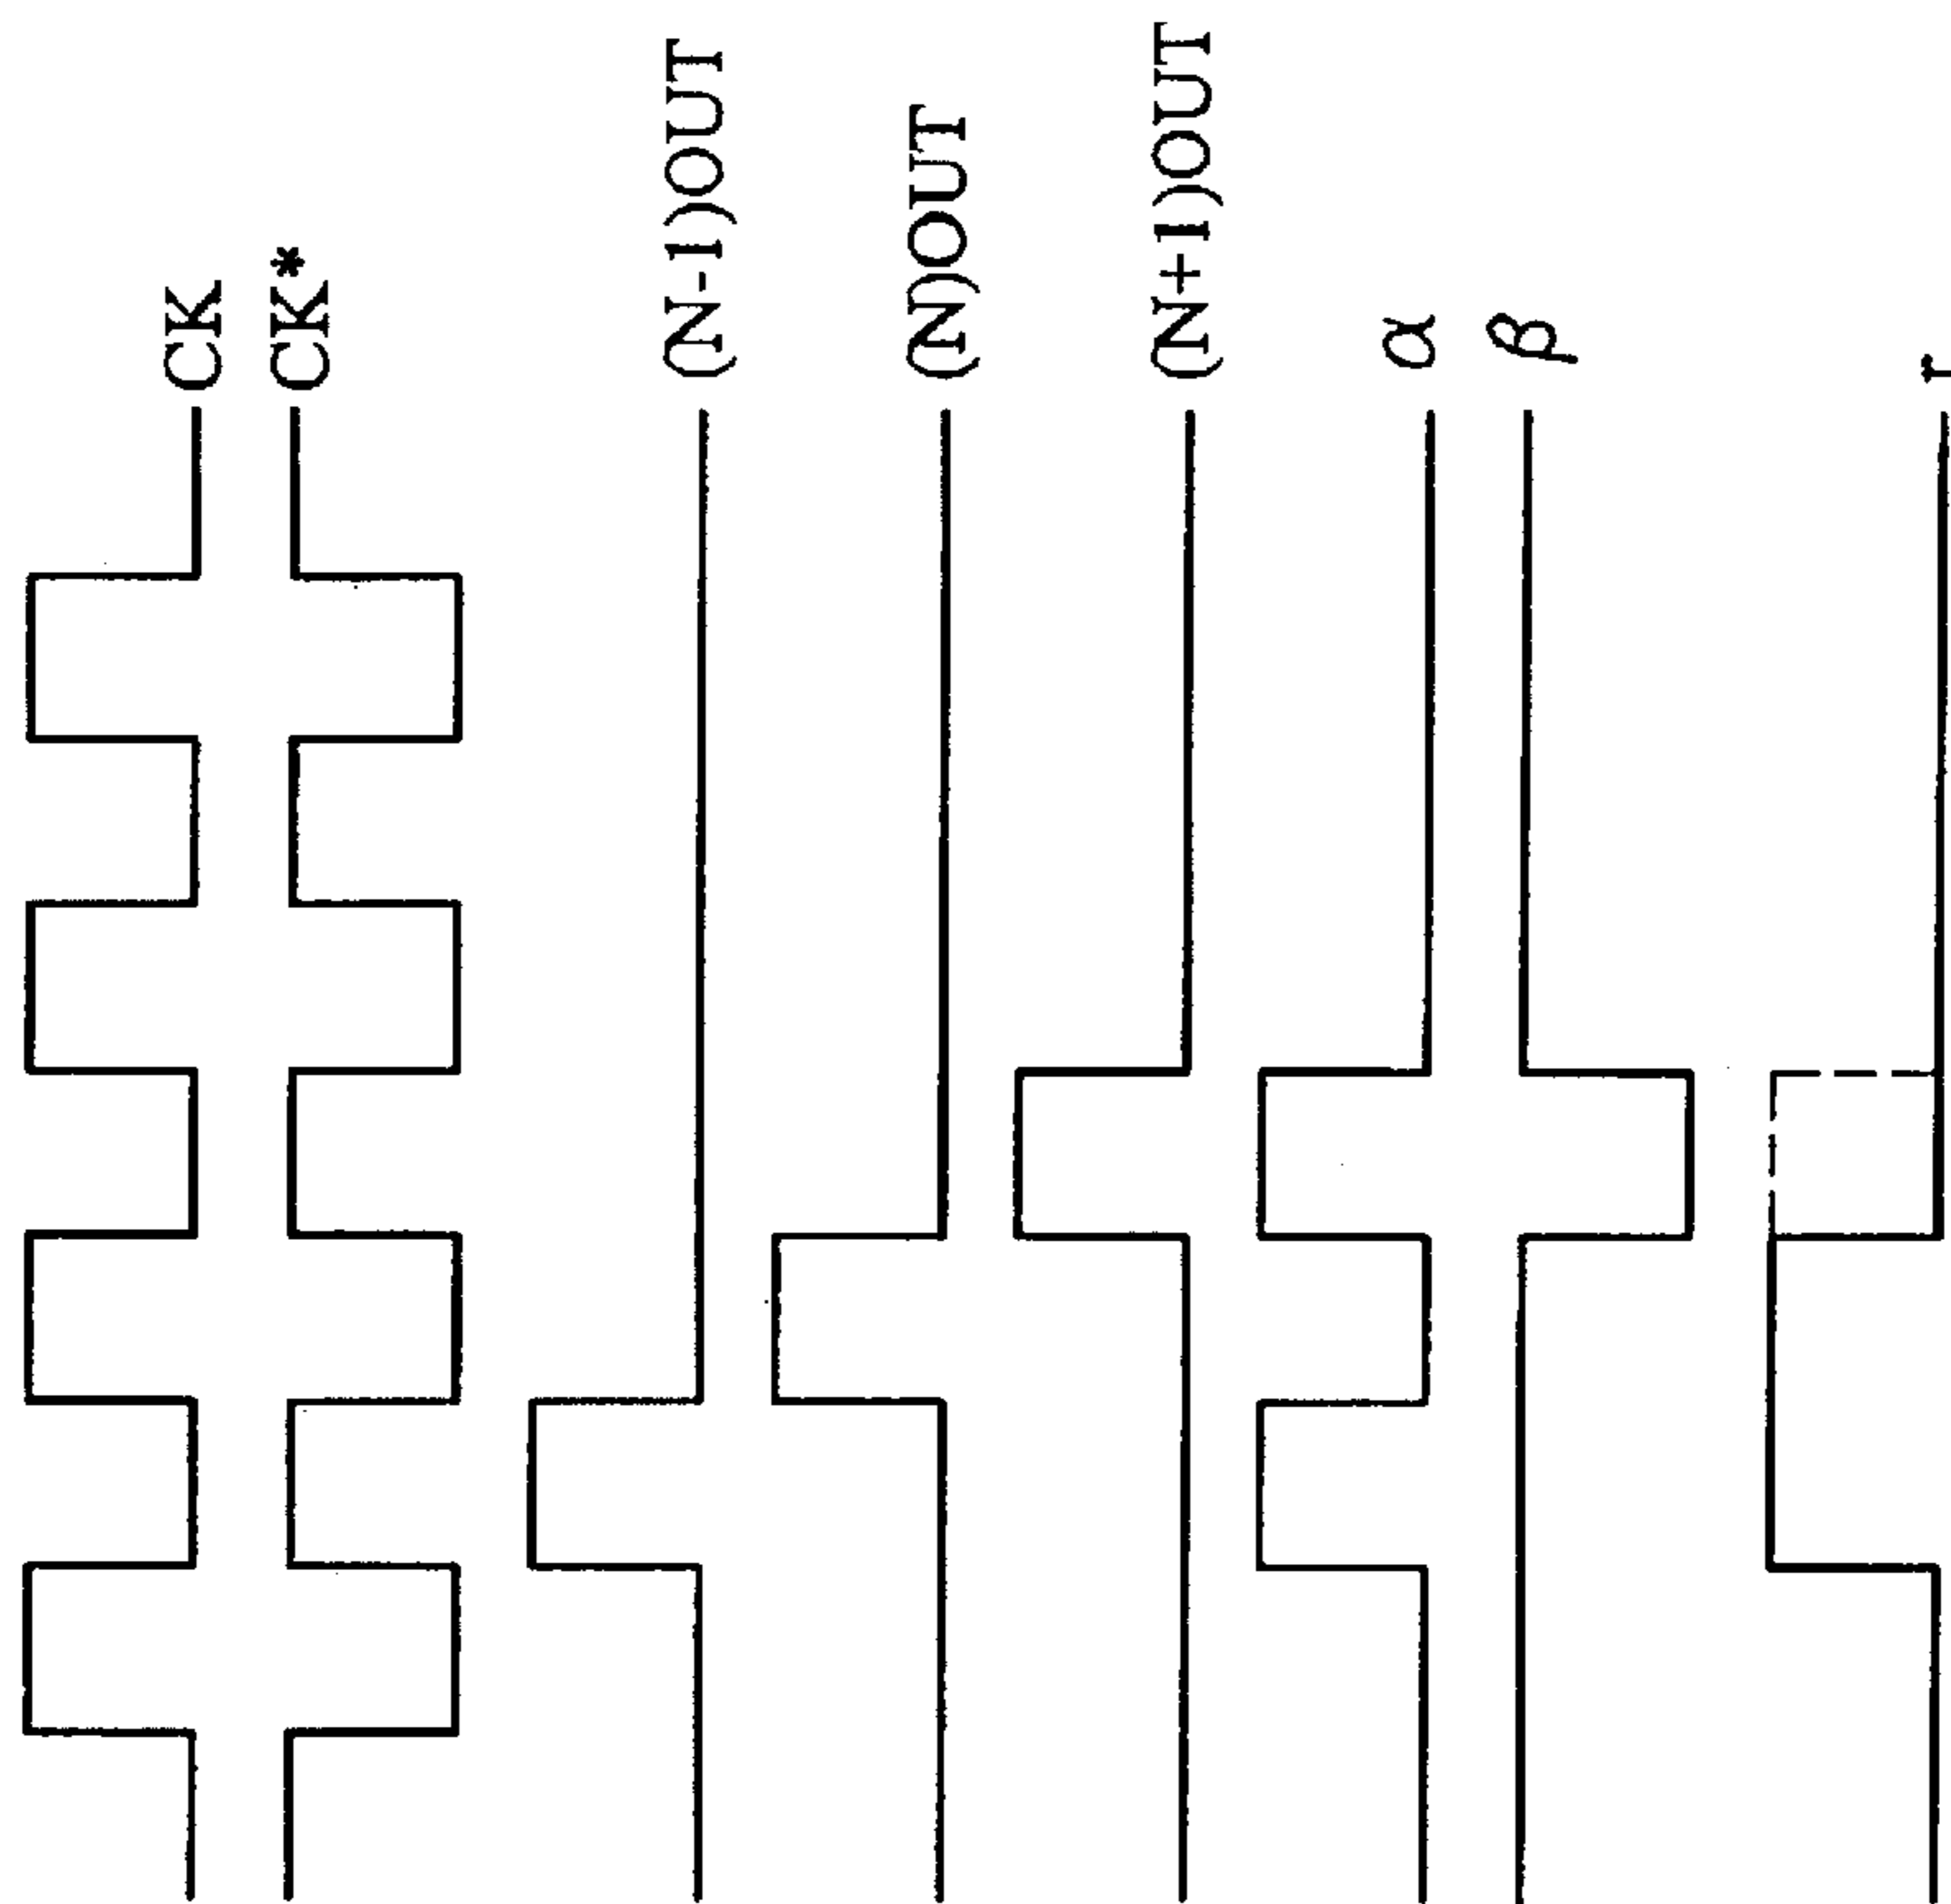 CK
CK*
(N-1)OUT
(N)OUT
(N+1)OUT
α
β
r